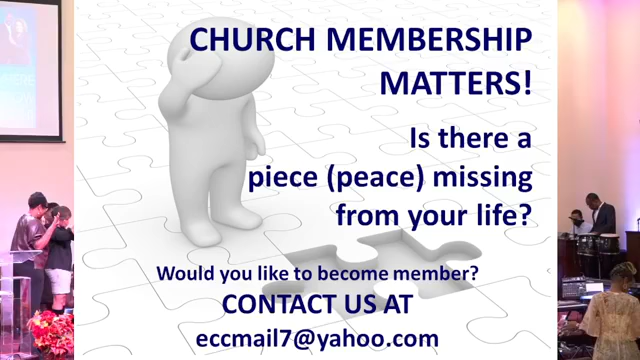 CHURCH MEMBERSHIP
MATTERS!
Is there a
piece (peace) missing
from your life?
Would you like to become member?
CONTACT US AT
eccmail7@yahoo.com